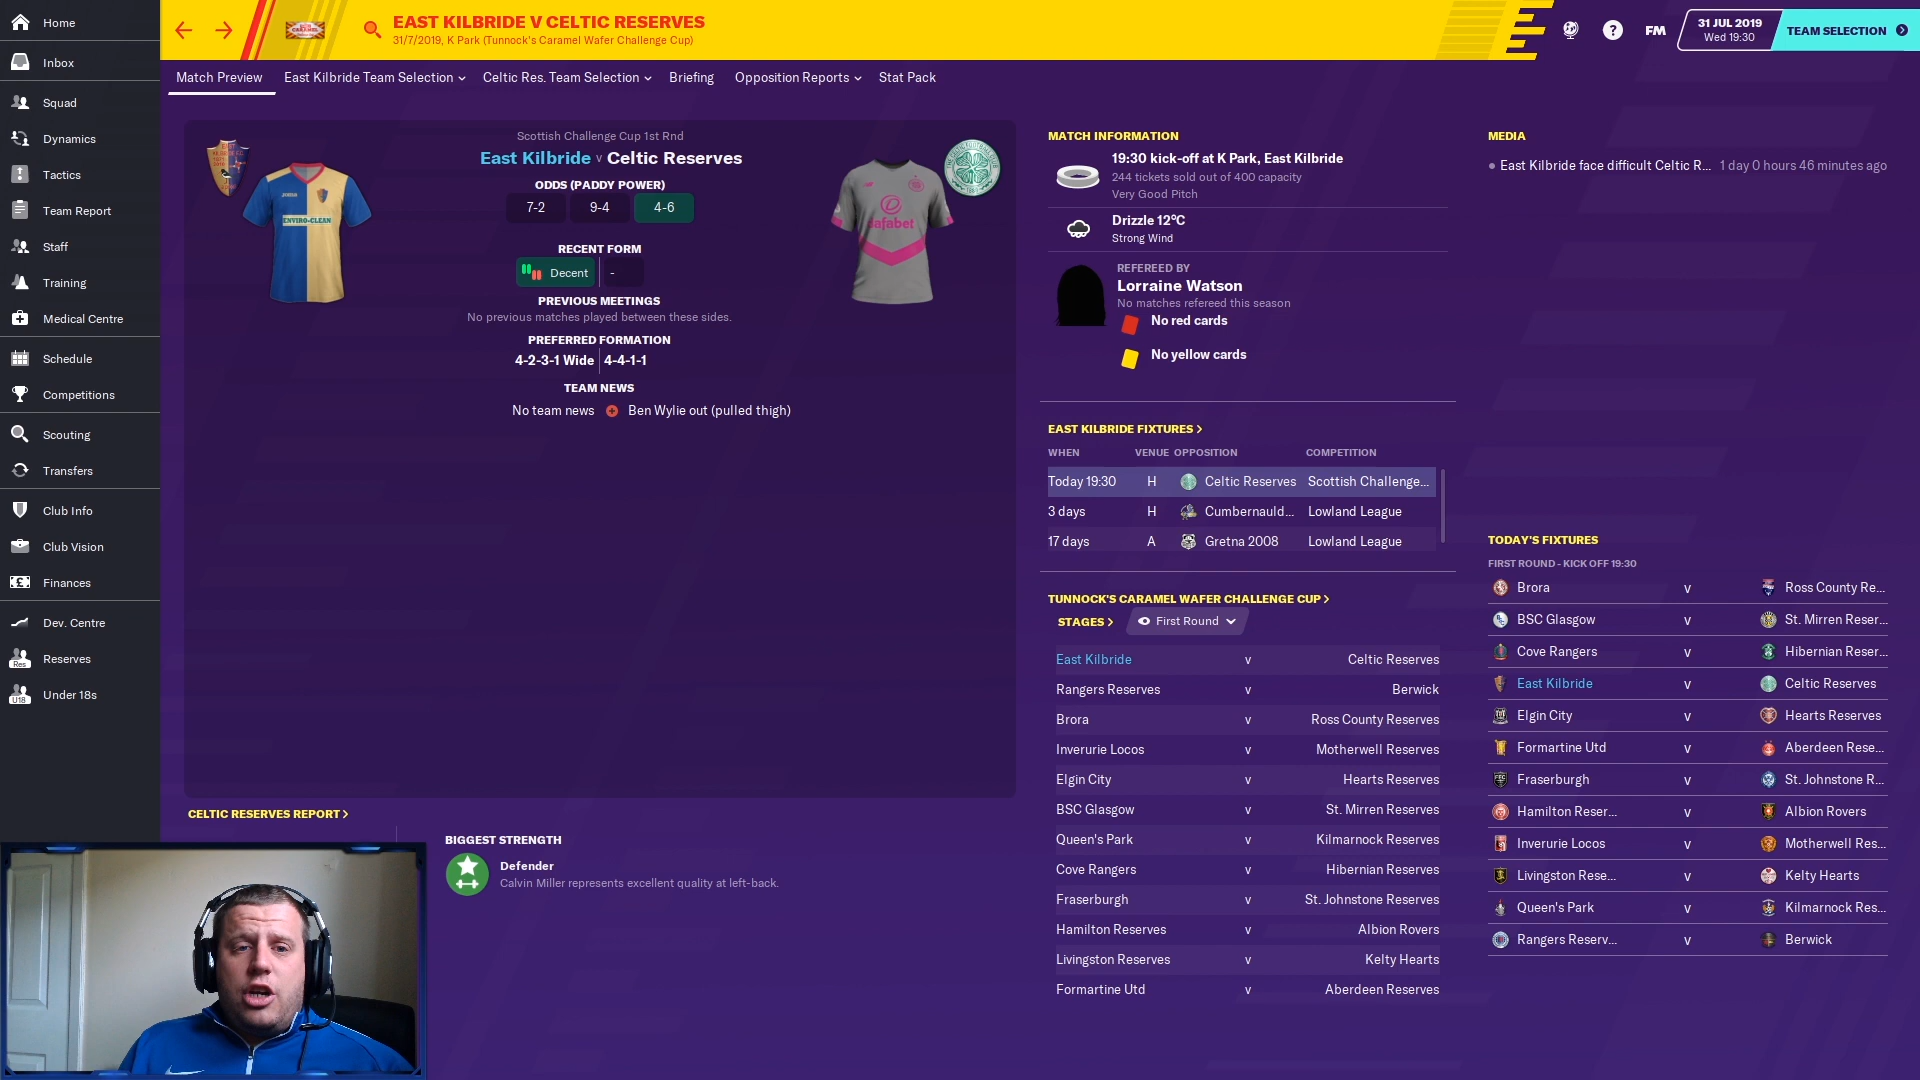 Home
Inbox
Squad
Dynamics
Tactics
Team Report
Staff
Training
Medical Centre
Schedule
Competitions
Scouting
Transfers
Club Info
Club Vision
Finances
Dev. Centre
Res
Reserves
U18
Under 18s
EAST KILBRIDE V CELTIC RESERVES
31/7/2019, K Park (Tunnock's Caramel Wafer Challenge Cup)
?
FM
31 JUL 2019
Wed 19:30
TEAM SELECTION
Match Preview
East Kilbride Team Selection
Celtic Res. Team Selection
Briefing
Opposition Reports
Stat Pack
Scottish Challenge Cup 1st Rnd
East Kilbride v Celtic Reserves
ODDS (PADDY POWER)
7-2 9-4 4-6
RECENT FORM
Decent -
PREVIOUS MEETINGS
No previous matches played between these sides.
PREFERRED FORMATION
4-2-3-1 Wide 4-4-1-1
TEAM NEWS
No team news Ben Wylie out (pulled thigh)
ENVIRO-CLEAN
dafabet
CELTIC RESERVES REPORT >
BIGGEST STRENGTH
Defender
Calvin Miller represents excellent quality at left-back.
MATCH INFORMATION
19:30 kick-off at K Park, East Kilbride
244 tickets sold out of 400 capacity
Very Good Pitch
Drizzle 12°C
Strong Wind
REFEREED BY
Lorraine Watson
No matches refereed this season
No red cards
No yellow cards
EAST KILBRIDE FIXTURES >
WHEN VENUE OPPOSITION COMPETITION
Today 19:30 H Celtic Reserves Scottish Challenge...
3 days H Cumbernauld... Lowland League
17 days A Gretna 2008 Lowland League
TUNNOCK'S CARAMEL WAFER CHALLENGE CUP >
STAGES > First Round
East Kilbride v Celtic Reserves
Rangers Reserves v Berwick
Brora v Ross County Reserves
Inverurie Locos v Motherwell Reserves
Elgin City v Hearts Reserves
BSC Glasgow v St. Mirren Reserves
Queen's Park v Kilmarnock Reserves
Cove Rangers v Hibernian Reserves
Fraserburgh v St. Johnstone Reserves
Hamilton Reserves v Albion Rovers
Livingston Reserves v Kelty Hearts
Formartine Utd v Aberdeen Reserves
MEDIA
East Kilbride face difficult Celtic R... 1 day 0 hours 46 minutes ago
TODAY'S FIXTURES
FIRST ROUND - KICK OFF 19:30
Brora v Ross County Re...
BSC Glasgow v St. Mirren Reser...
Cove Rangers v Hibernian Reser...
East Kilbride v Celtic Reserves
Elgin City v Hearts Reserves
Formartine Utd v Aberdeen Rese...
Fraserburgh v St. Johnstone R...
Hamilton Reser... v Albion Rovers
Inverurie Locos v Motherwell Res...
Livingston Rese... v Kelty Hearts
Queen's Park v Kilmarnock Res...
Rangers Reserv... v Berwick